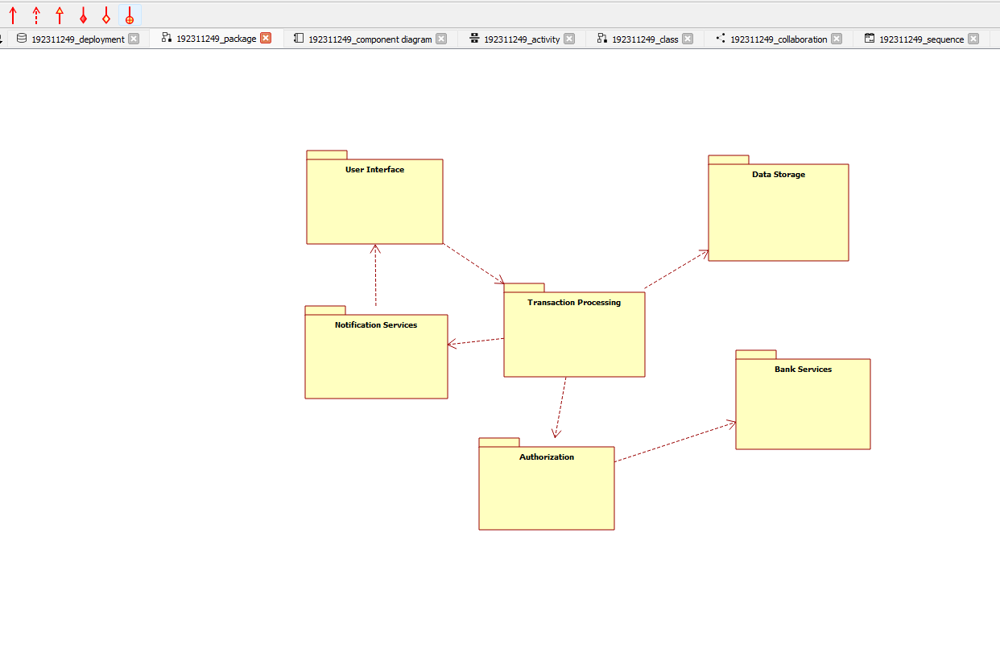 192311249_deployment
192311249_package
192311249_component diagram
192311249_activity
192311249_class
192311249_collaboration
192311249_sequence
User Interface
Data Storage
Transaction Processing
Notification Services
Bank Services
Authorization